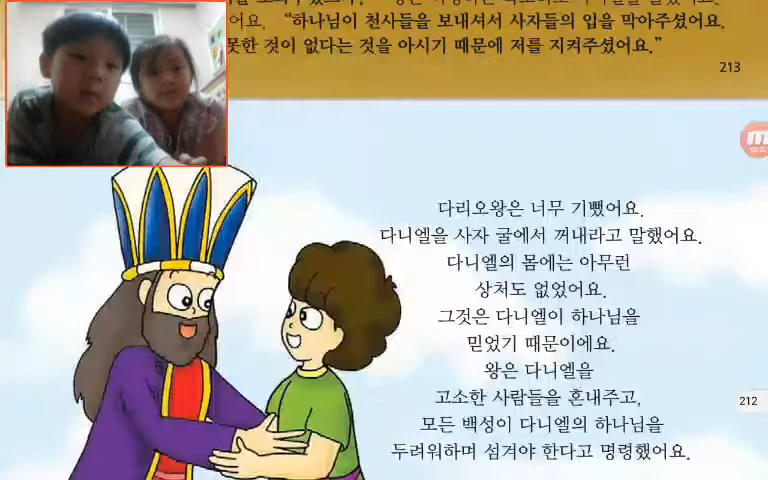 어요. “하나님이 천사들을 보내셔서 사자들의 입을 막아주셨어요.
못한 것이 없다는 것을 아시기 때문에 저를 지켜주셨어요.”
213
다리오왕은 너무 기뻤어요.
다니엘을 사자 굴에서 꺼내라고 말했어요.
다니엘의 몸에는 아무런
상처도 없었어요.
그것은 다니엘이 하나님을
믿었기 때문이에요.
왕은 다니엘을
고소한 사람들을 혼내주고,
212
모든 백성이 다니엘의 하나님을
두려워하며 섬겨야 한다고 명령했어요.